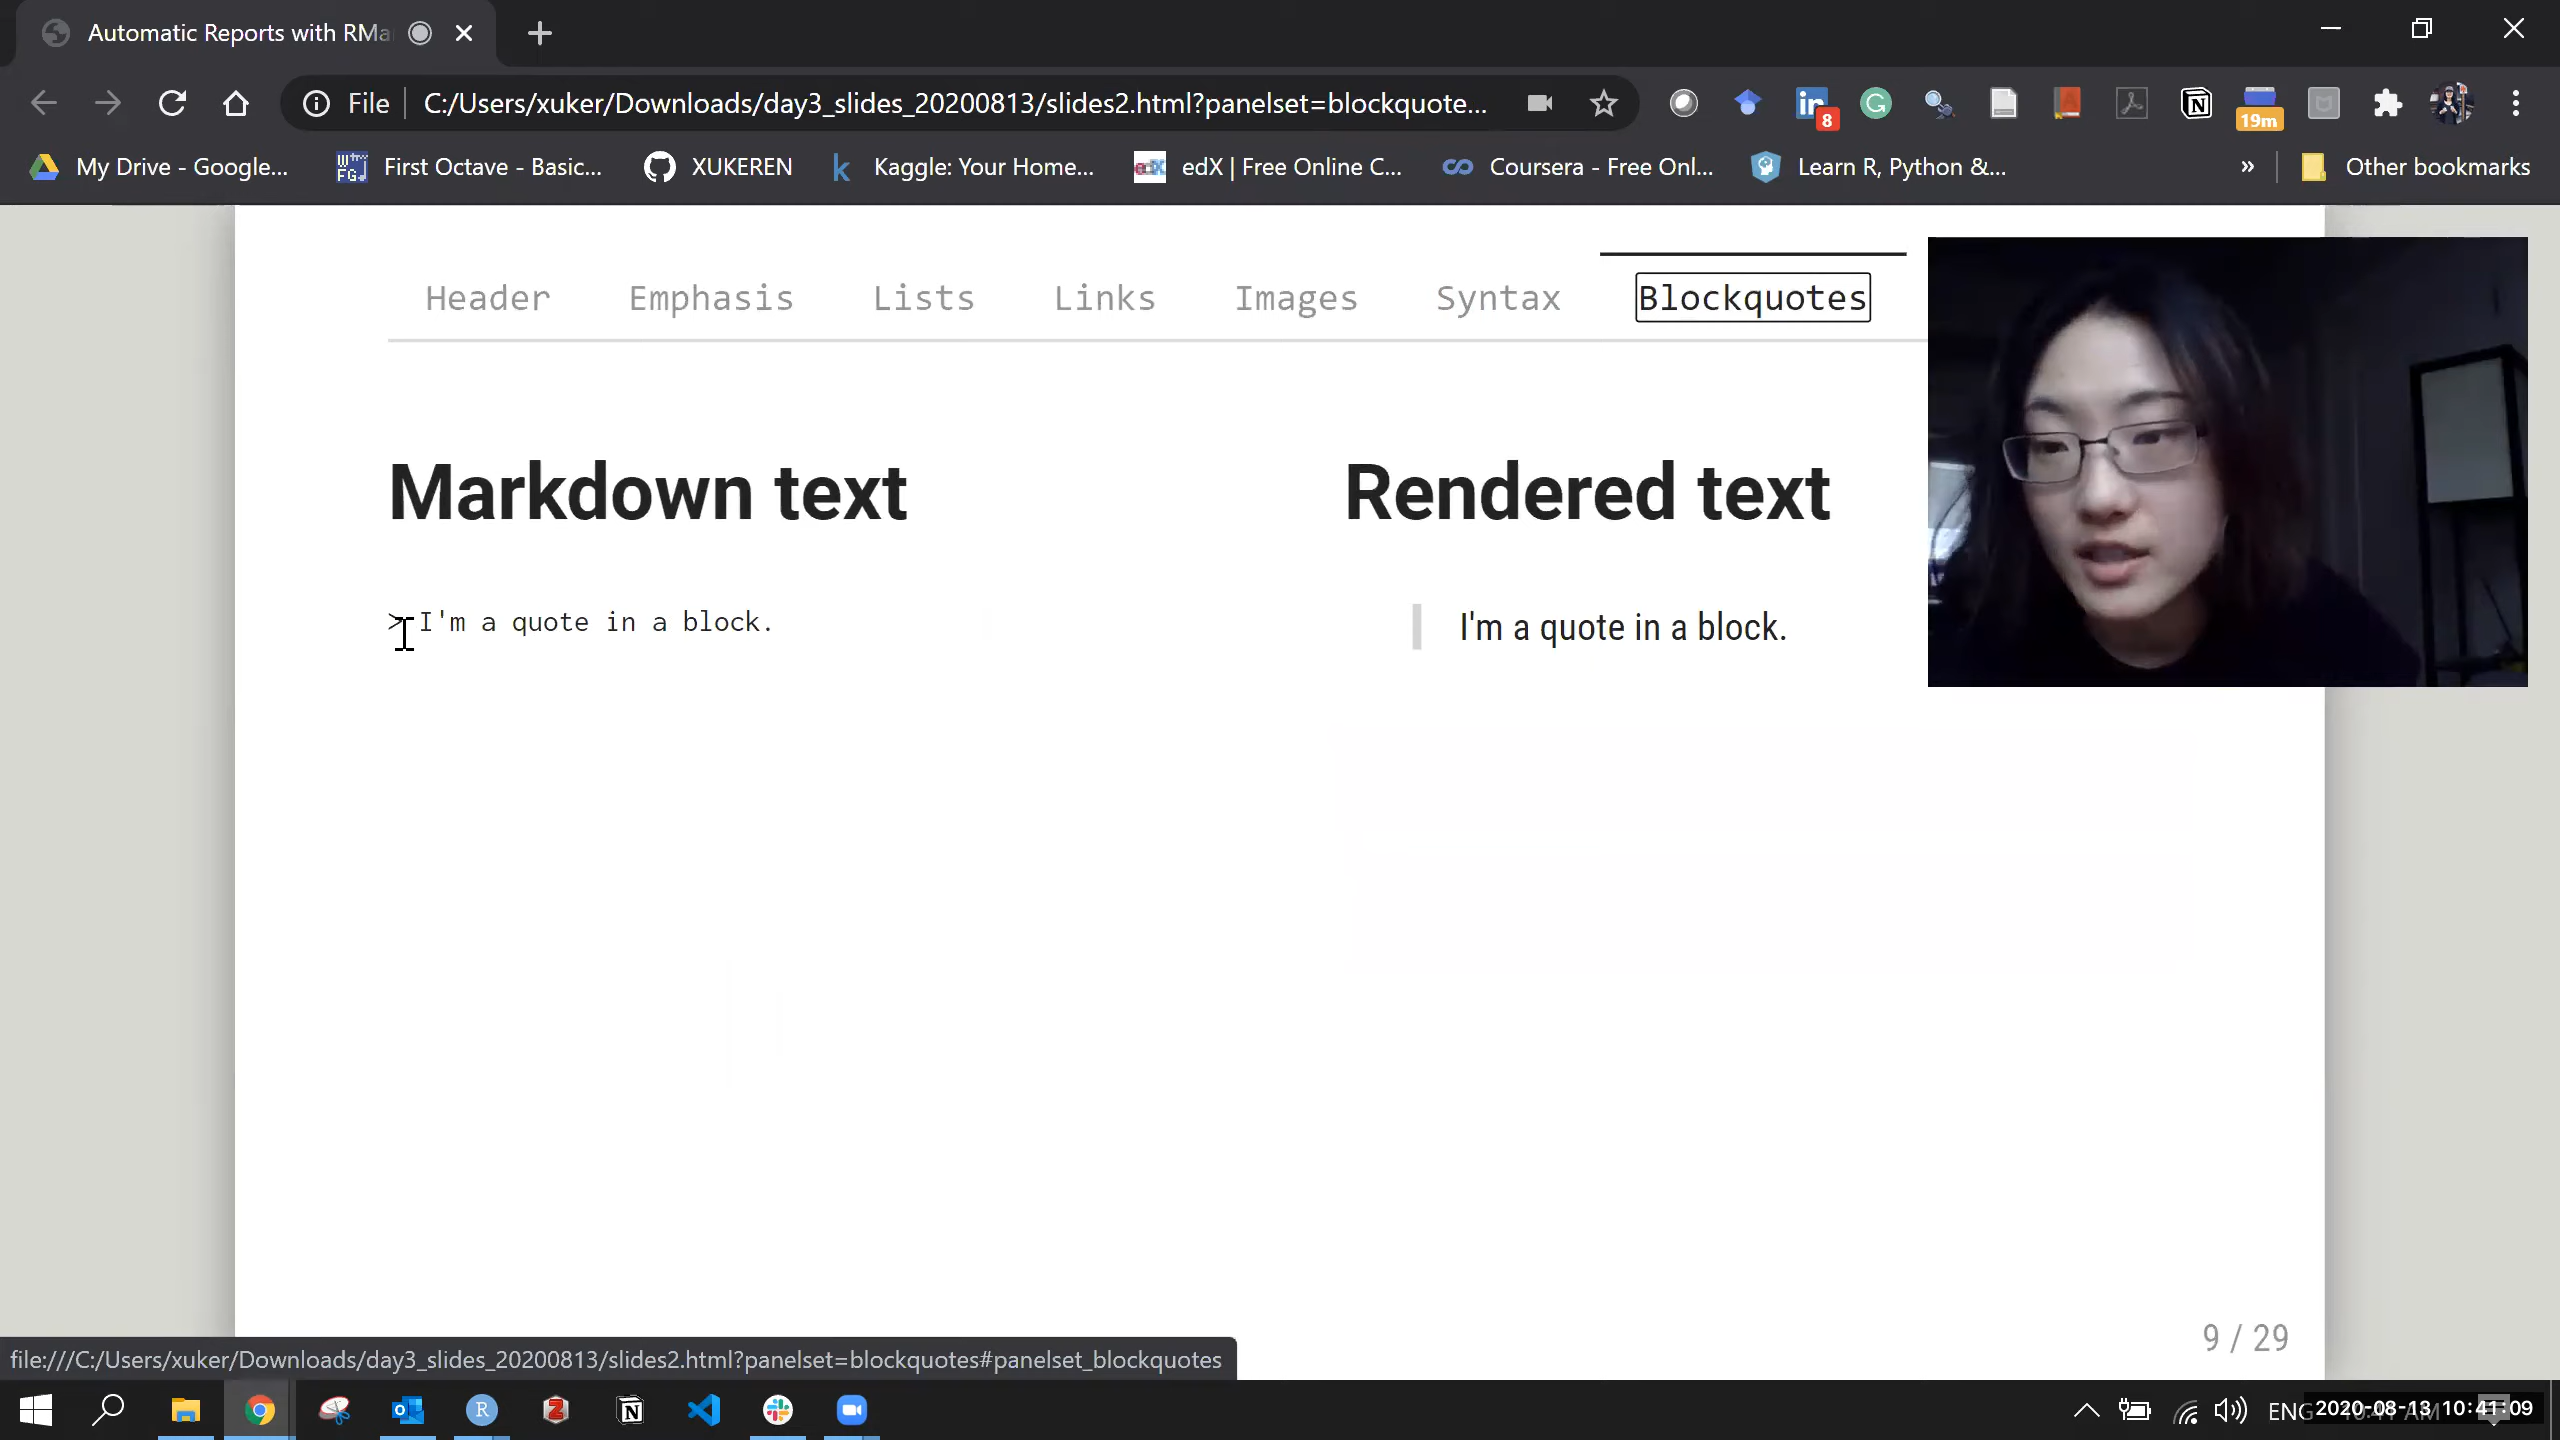 Automatic Reports with RMa
File
C:/Users/xuker/Downloads/day3_slides_20200813/slides2.html?panelset=blockquote...
8
19m
My Drive - Google...
First Octave - Basic...
XUKEREN
Kaggle: Your Home...
edX | Free Online C...
Coursera - Free Onl...
Learn R, Python &...
»
Other bookmarks
Header
Emphasis
Lists
Links
Images
Syntax
Blockquotes
Markdown text
Rendered text
> I'm a quote in a block.
I'm a quote in a block.
9 / 29
file:///C:/Users/xuker/Downloads/day3_slides_20200813/slides2.html?panelset=blockquotes#panelset_blockquotes
ENG
2020-08-13 10:41:09